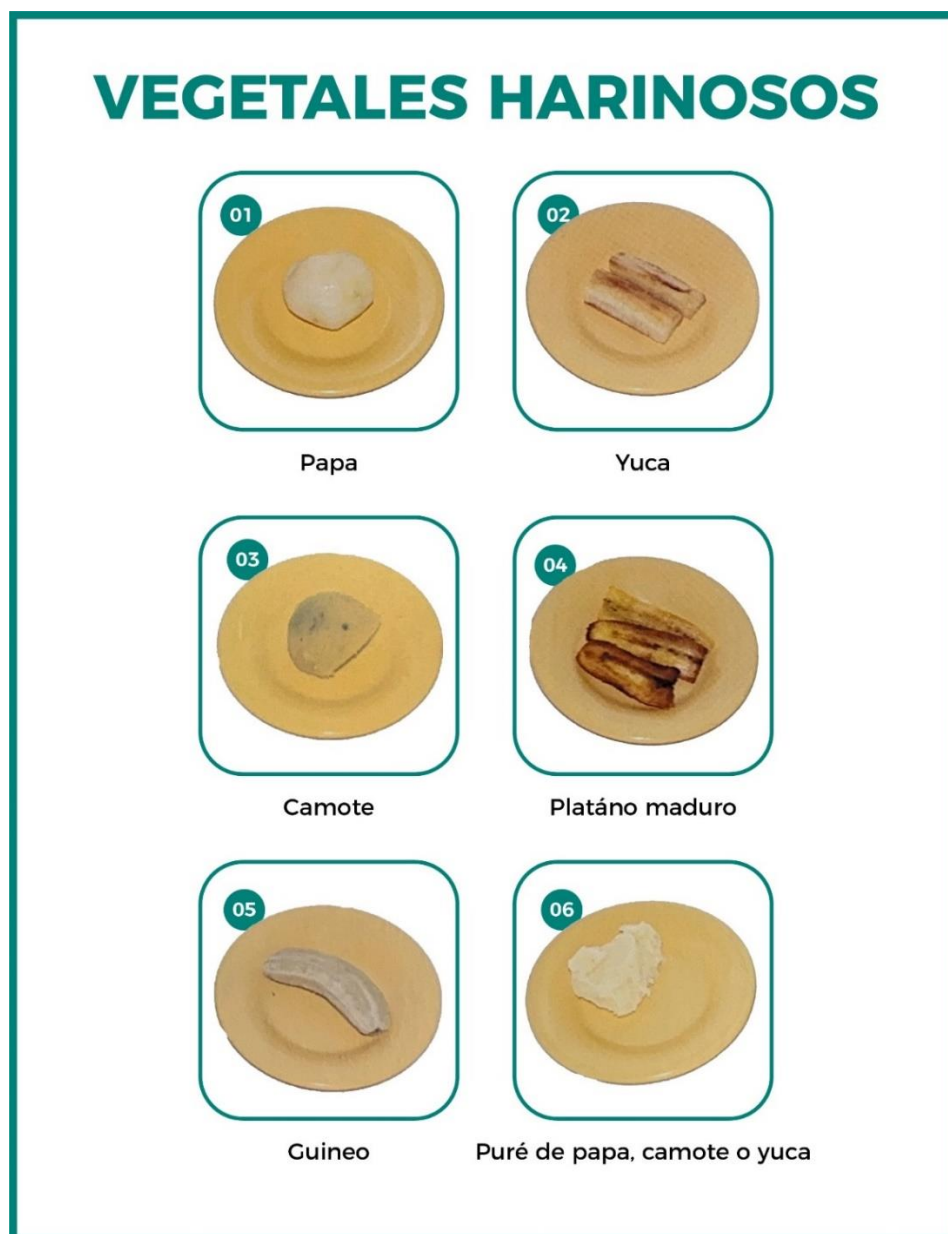 VEGETALES HARINOSOS
01
02
Papa
Yuca
03
04
Camote
Platáno maduro
05
06
Guineo
Puré de papa, camote o yuca